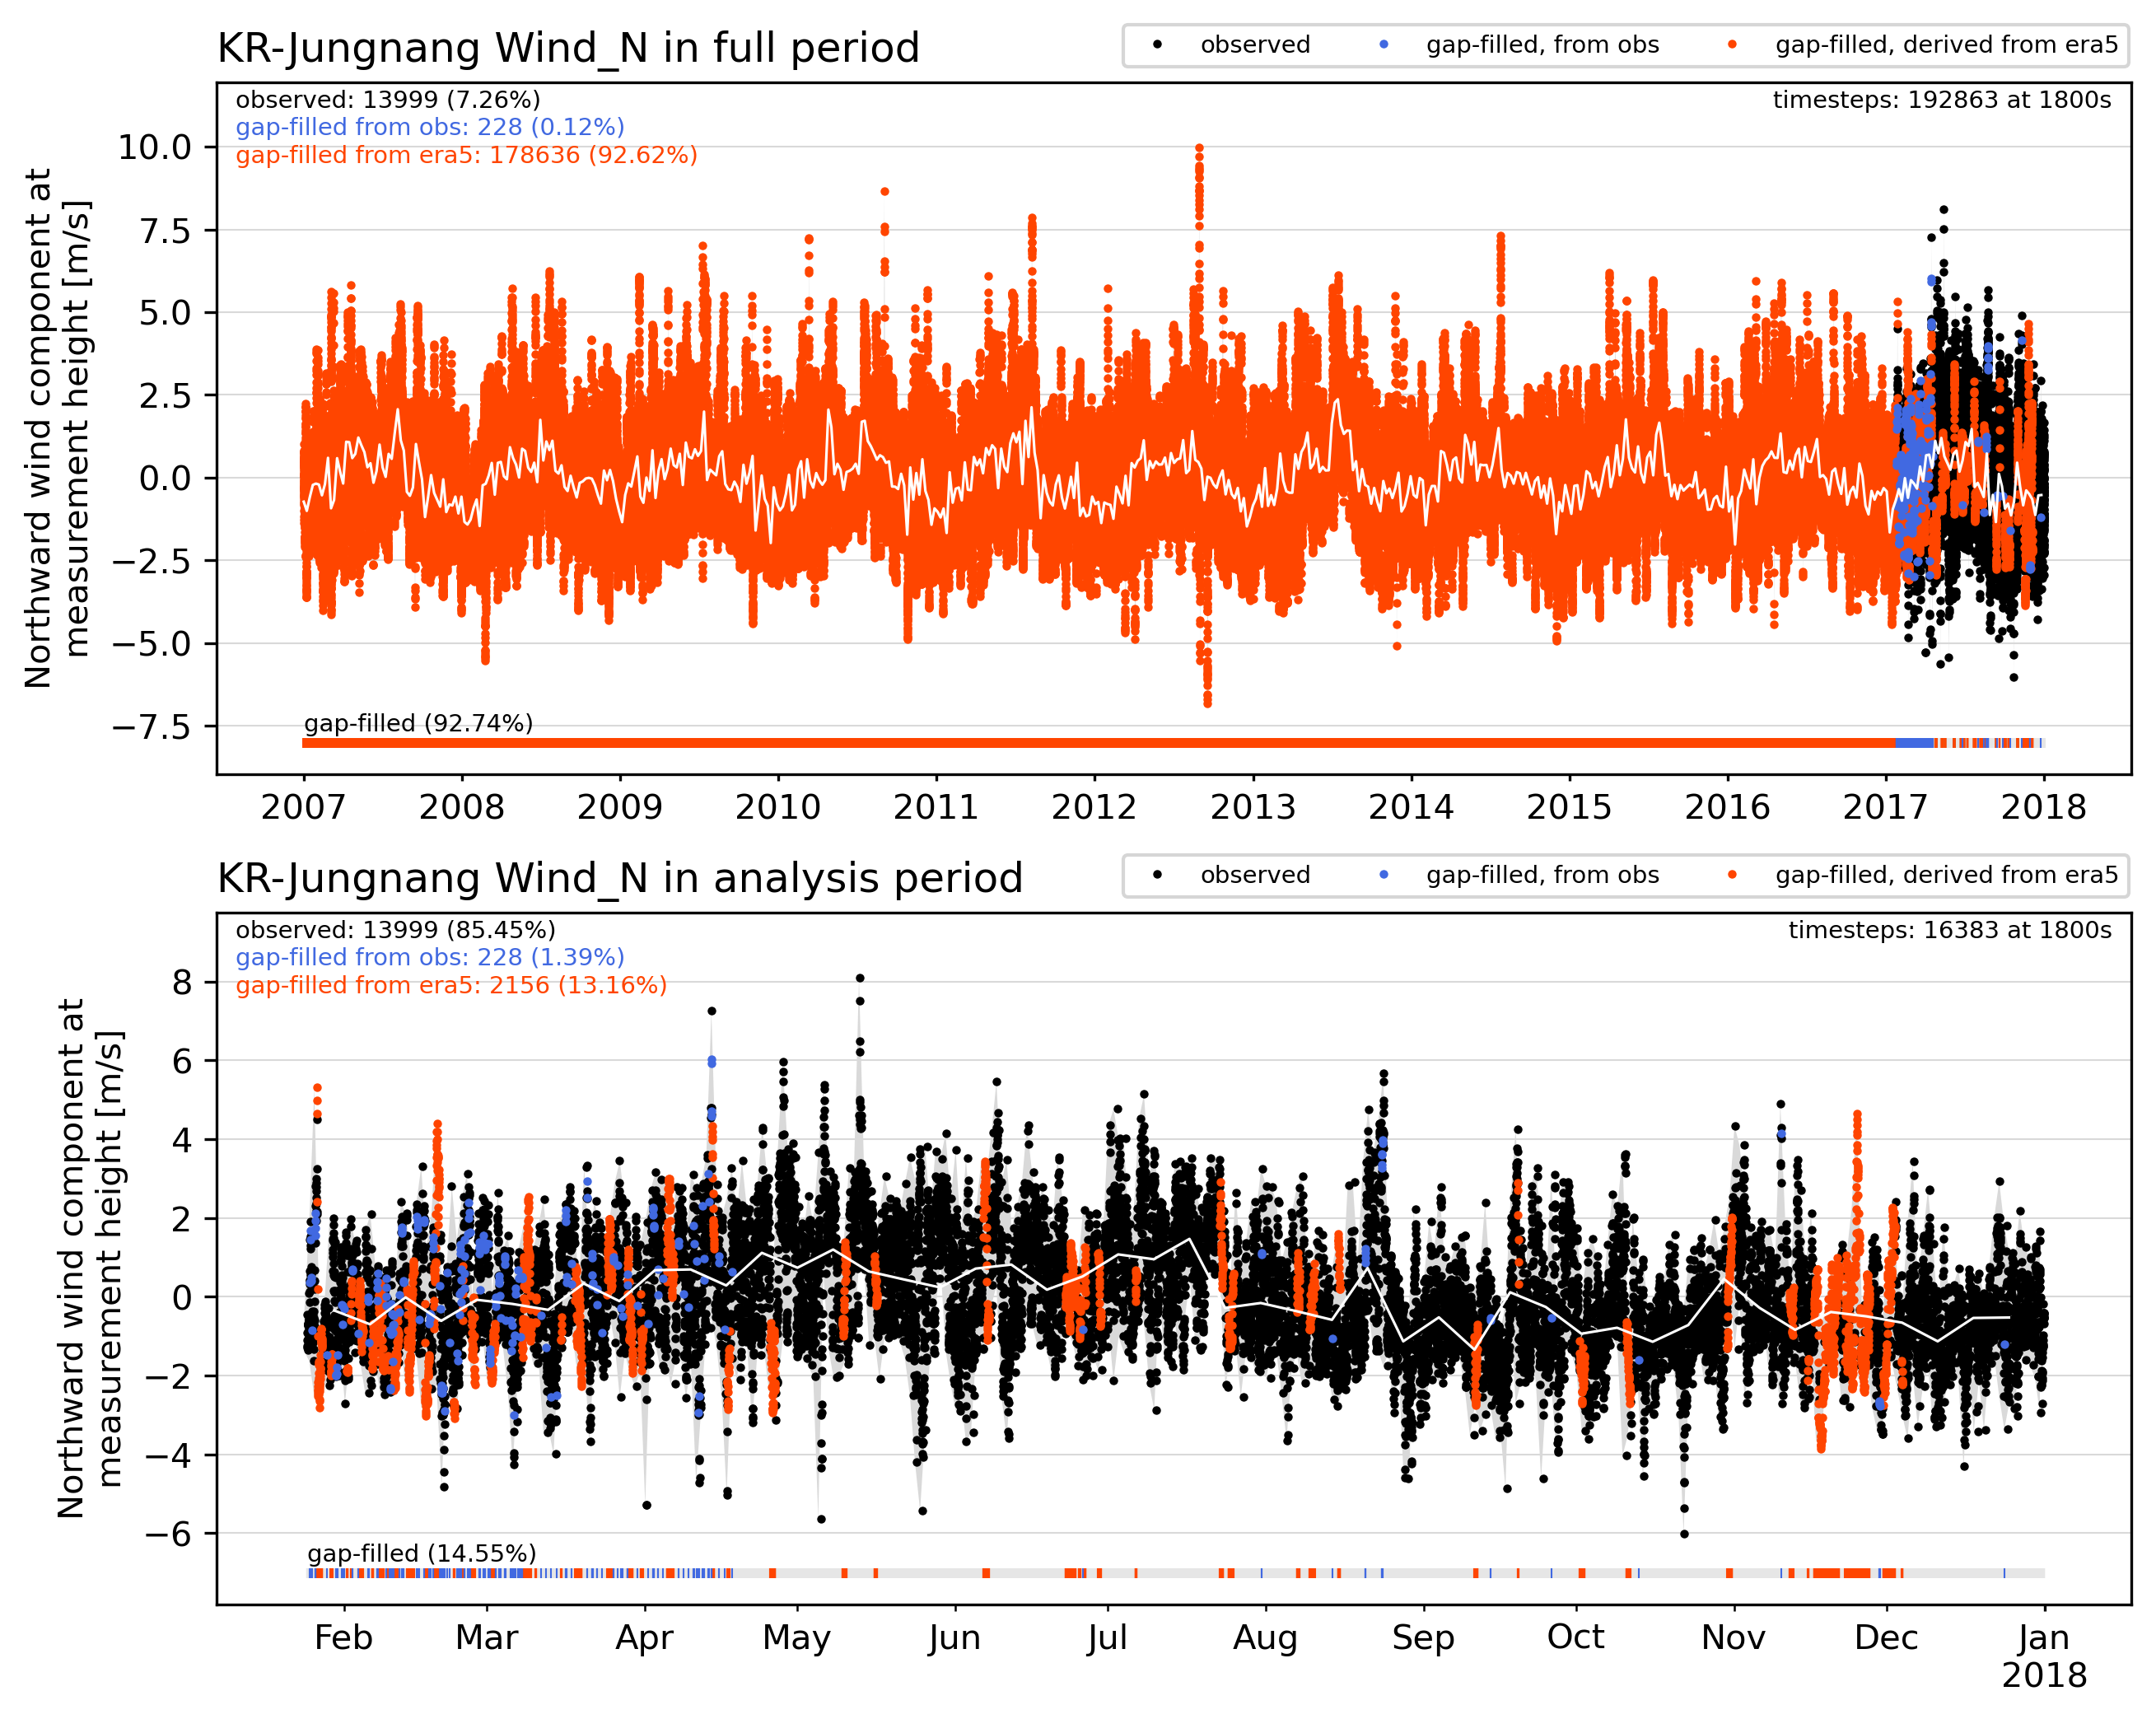 KR-Jungnang Wind_N in full period
observed
gap-filled, from obs
gap-filled, derived from era5
observed: 13999 (7.26%)
gap-filled from obs: 228 (0.12%)
gap-filled from era5: 178636 (92.62%)
timesteps: 192863 at 1800s
Northward wind component at
measurement height [m/s]
10.0
7.5
5.0
2.5
0.0
−2.5
−5.0
−7.5
gap-filled (92.74%)
2007
2008
2009
2010
2011
2012
2013
2014
2015
2016
2017
2018
KR-Jungnang Wind_N in analysis period
observed
gap-filled, from obs
gap-filled, derived from era5
observed: 13999 (85.45%)
gap-filled from obs: 228 (1.39%)
gap-filled from era5: 2156 (13.16%)
timesteps: 16383 at 1800s
Northward wind component at
measurement height [m/s]
8
6
4
2
0
−2
−4
−6
gap-filled (14.55%)
Feb
Mar
Apr
May
Jun
Jul
Aug
Sep
Oct
Nov
Dec
Jan
2018